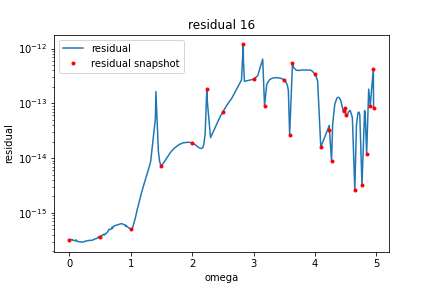 residual 16
residual
residual snapshot
10⁻¹²
10⁻¹³
10⁻¹⁴
10⁻¹⁵
residual
0 1 2 3 4 5
omega